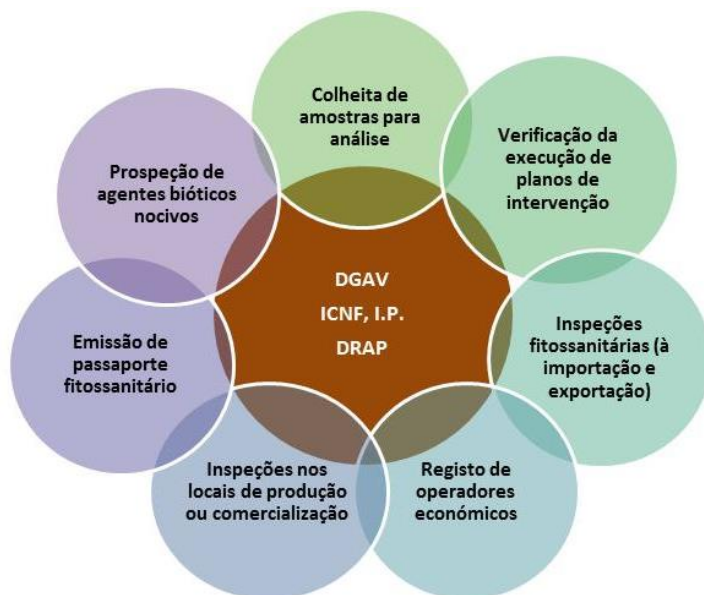 Colheita de
amostras para
análise
Verificação da
execução de
planos de
intervenção
Inspeções
fitossanitárias (à
importação e
exportação)
Registo de
operadores
económicos
Inspeções nos
locais de produção
ou comercialização
Emissão de
passaporte
fitossanitário
Prospeção de
agentes bióticos
nocivos
DGAV
ICNF, I.P.
DRAP